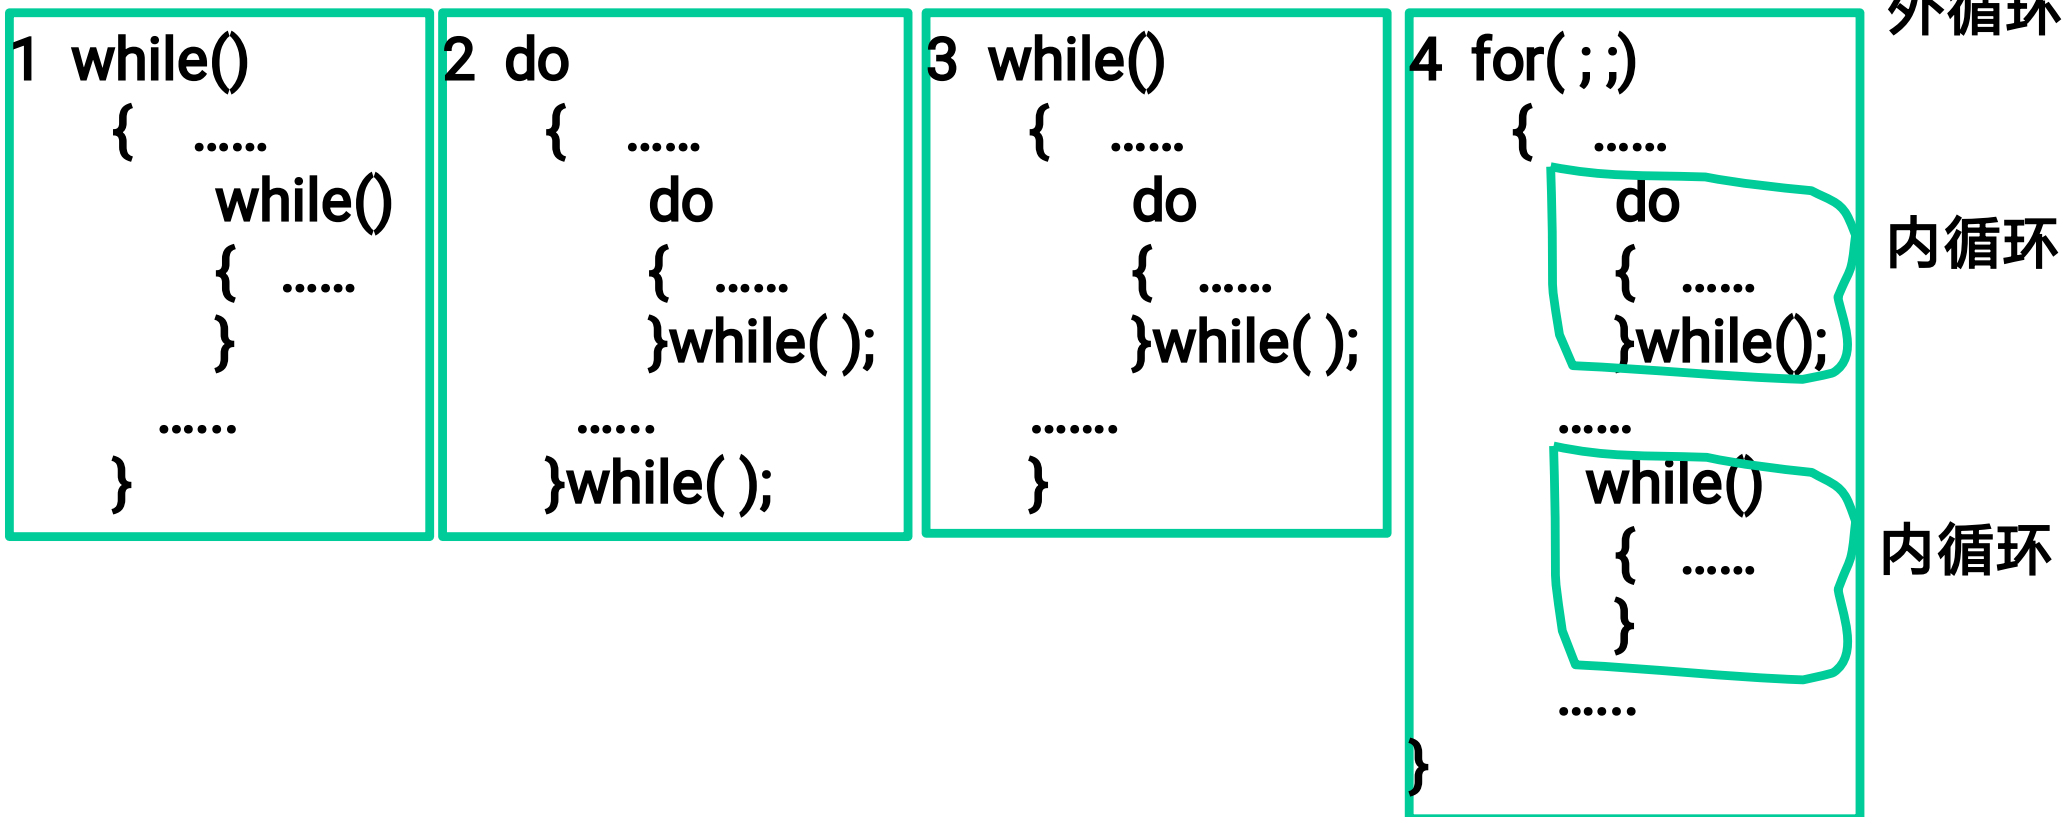 1 while()
{ ……
while()
{ ……
}
……
}
2 do
{ ……
do
{ ……
}while( );
……
}while( );
3 while()
{ ……
do
{ ……
}while( );
…….
}
4 for( ; ;)
{ ……
do
{ ……
}while();
……
while()
{ ……
}
……
}
外循环
内循环
内循环